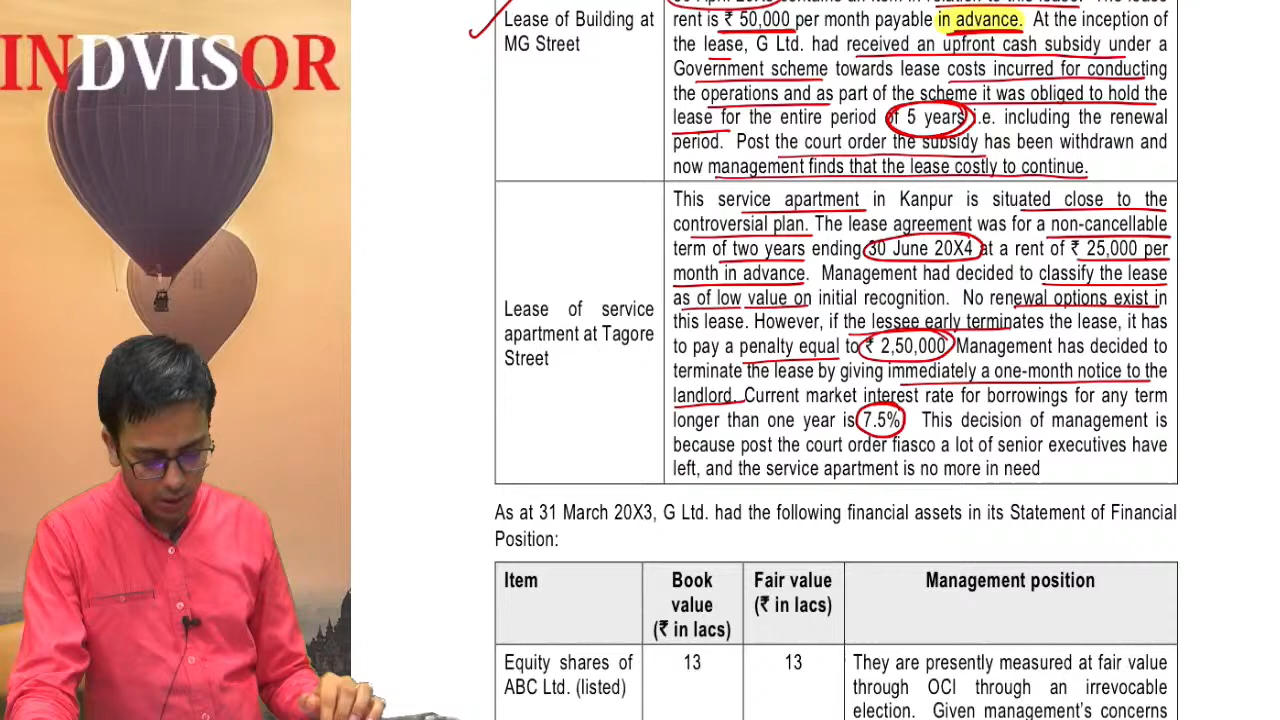 INDVISOR
Lease of Building at
MG Street
rent is ₹ 50,000 per month payable in advance. At the inception of
the lease, G Ltd. had received an upfront cash subsidy under a
Government scheme towards lease costs incurred for conducting
the operations and as part of the scheme it was obliged to hold the
lease for the entire period of 5 years i.e. including the renewal
period. Post the court order the subsidy has been withdrawn and
now management finds that the lease costly to continue.
Lease of service
apartment at Tagore
Street
This service apartment in Kanpur is situated close to the
controversial plan. The lease agreement was for a non-cancellable
term of two years ending 30 June 20X4 at a rent of ₹ 25,000 per
month in advance. Management had decided to classify the lease
as of low value on initial recognition. No renewal options exist in
this lease. However, if the lessee early terminates the lease, it has
to pay a penalty equal to ₹ 2,50,000 Management has decided to
terminate the lease by giving immediately a one-month notice to the
landlord. Current market interest rate for borrowings for any term
longer than one year is 7.5% This decision of management is
because post the court order fiasco a lot of senior executives have
left, and the service apartment is no more in need
As at 31 March 20X3, G Ltd. had the following financial assets in its Statement of Financial
Position:
Item
Book
value
(₹ in lacs)
Fair value
(₹ in lacs)
Management position
Equity shares of
ABC Ltd. (listed)
13
13
They are presently measured at fair value
through OCI through an irrevocable
election. Given management's concerns